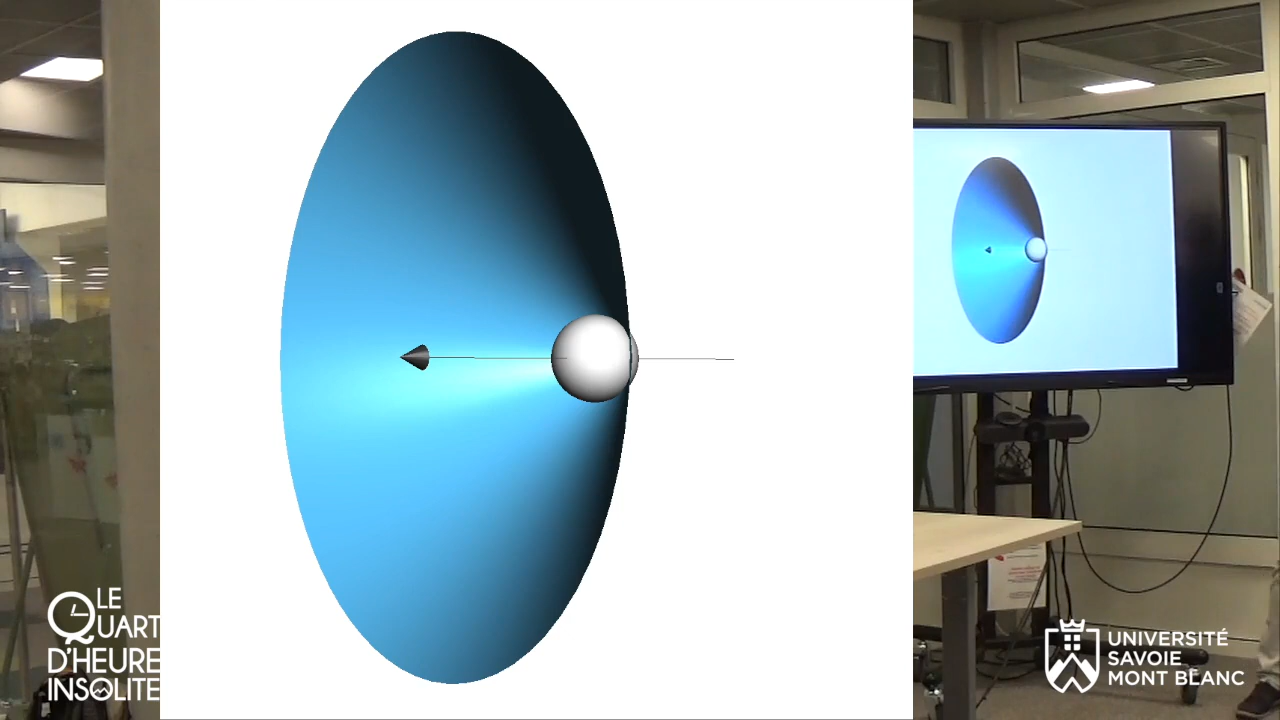 LE
QUART
D'HEURE
INSOLITE
UNIVERSITÉ
SAVOIE
MONT BLANC